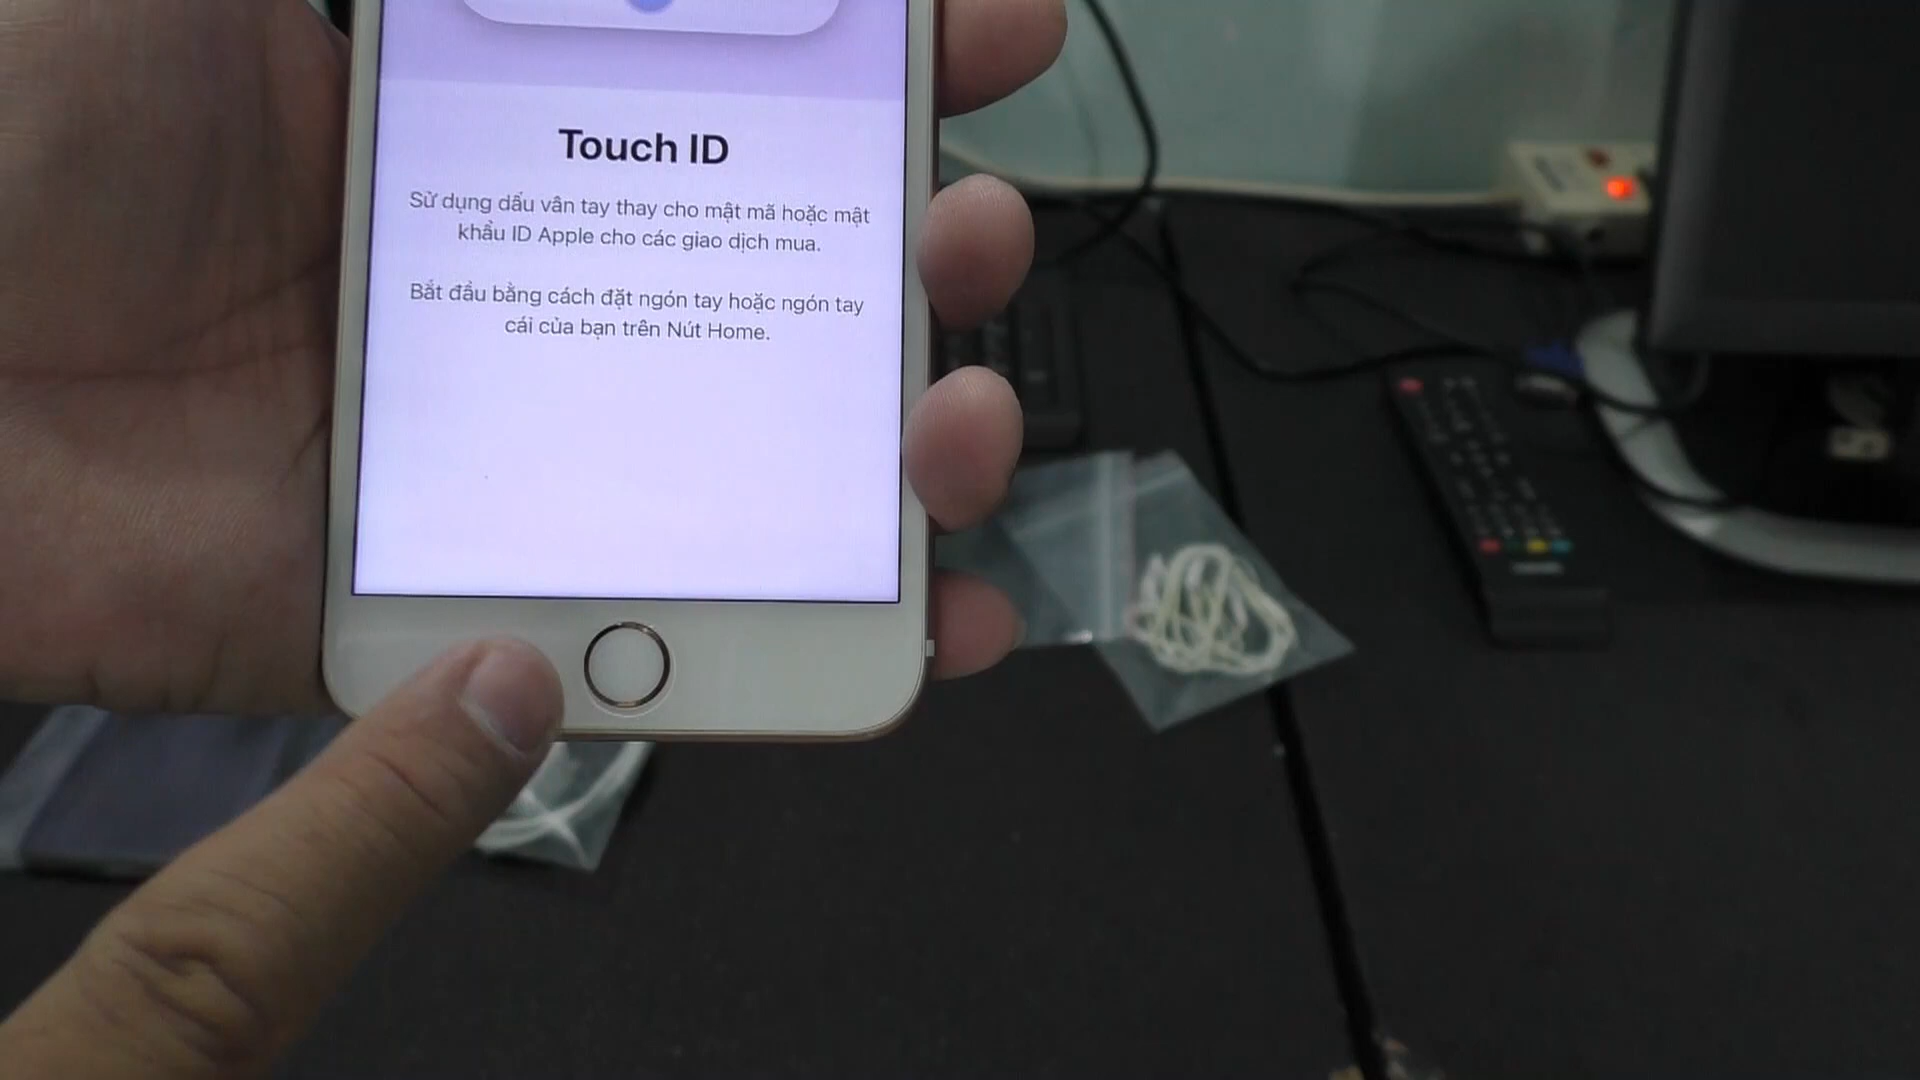 Touch ID
Sử dụng dấu vân tay thay cho mật mã hoặc mật
khẩu ID Apple cho các giao dịch mua.
Bắt đầu bằng cách đặt ngón tay hoặc ngón tay
cái của bạn trên Nút Home.